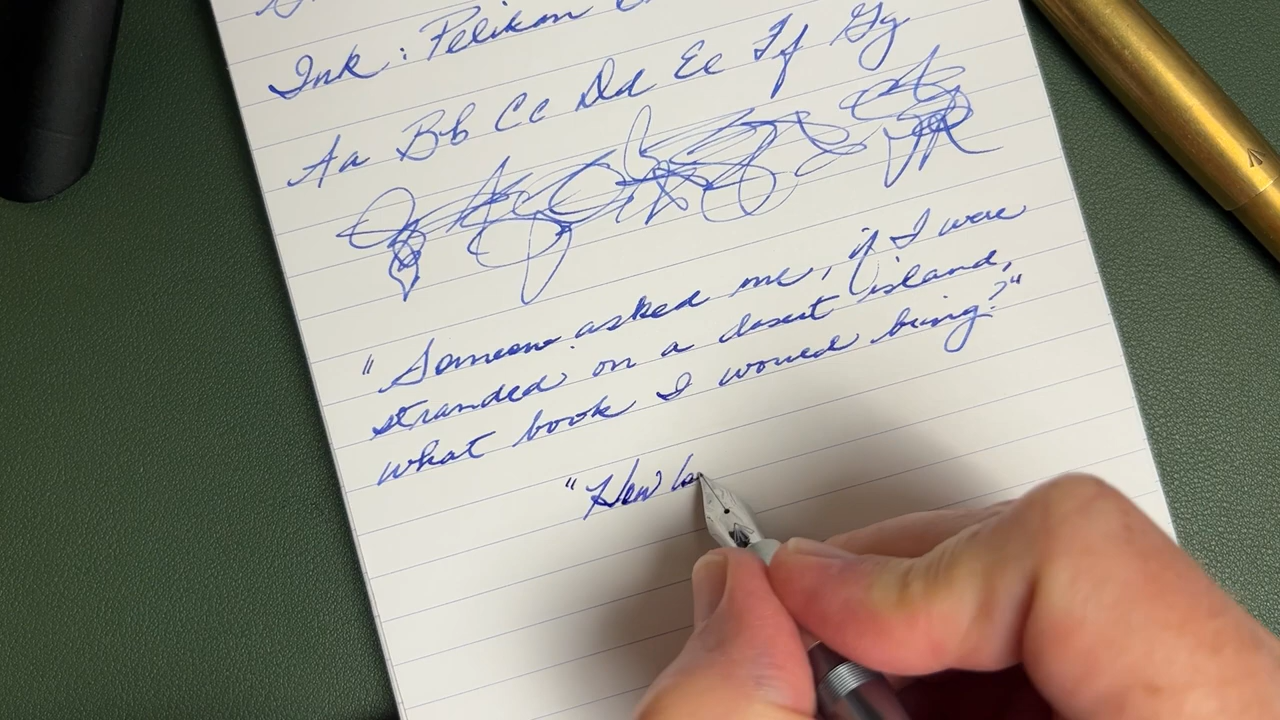 Ink: Pelikan
Aa Bb Cc Dd Ee Ff Gg
"Someone asked me, if I were
stranded on a desert island,
what book I would bring?"
"How